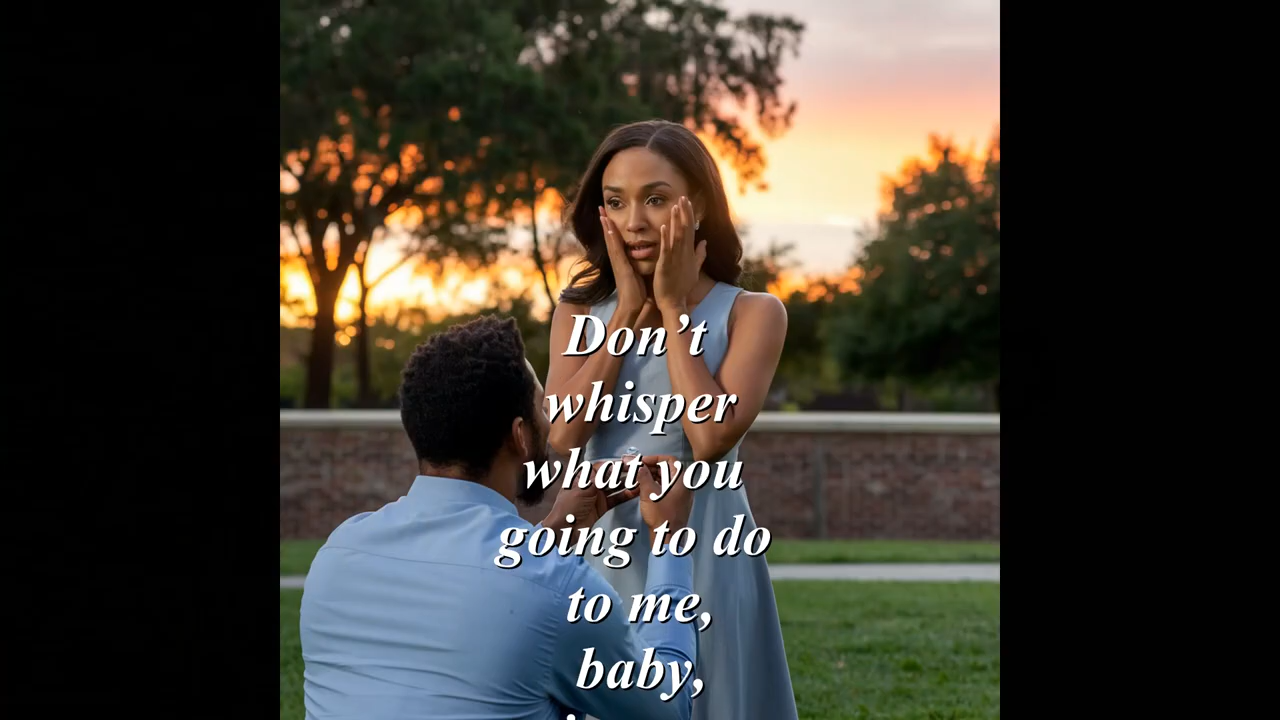 Don’t
whisper
what you
going to do
to me,
baby,